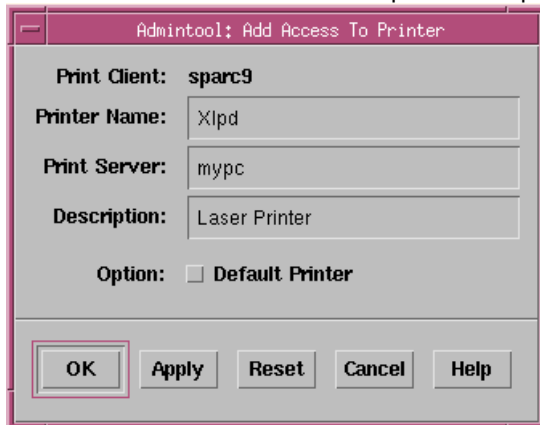 Admintool: Add Access To Printer
Print Client: sparc9
Printer Name: Xlpd
Print Server: mypc
Description: Laser Printer
Option: Default Printer
OK Apply Reset Cancel Help